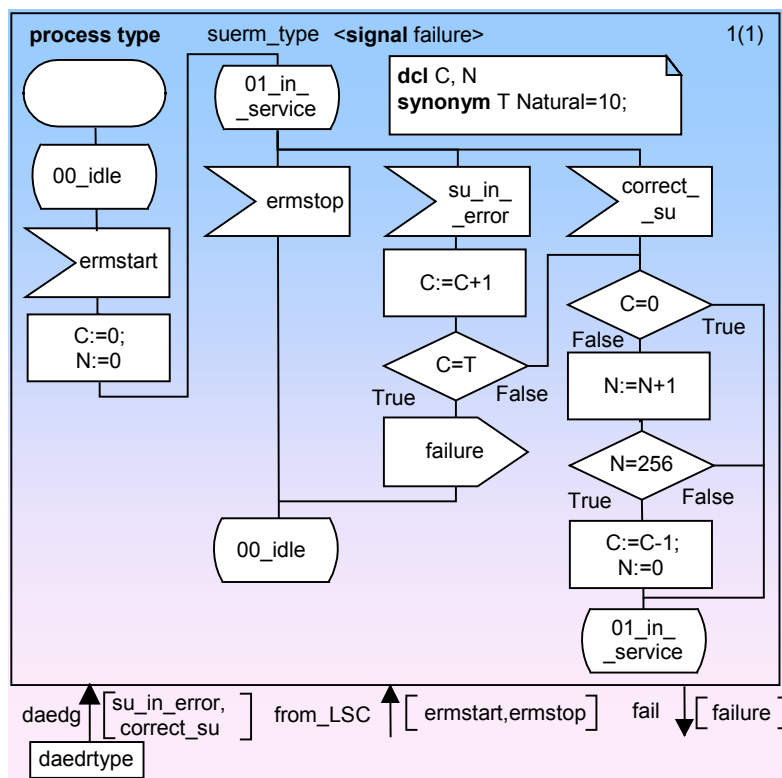 process type suerm_type <signal failure> 1(1)
dcl C, N
synonym T Natural=10;
00_idle
ermstart
C:=0;
N:=0
01_in_
_service
ermstop
su_in_
_error
C:=C+1
C=T
True
False
failure
00_idle
correct_
_su
C=0
True
False
N:=N+1
N=256
True
False
C:=C-1;
N:=0
01_in_
_service
daedg
[su_in_error,
correct_su]
daedrtype
from_LSC
[ermstart,ermstop]
fail
[failure]